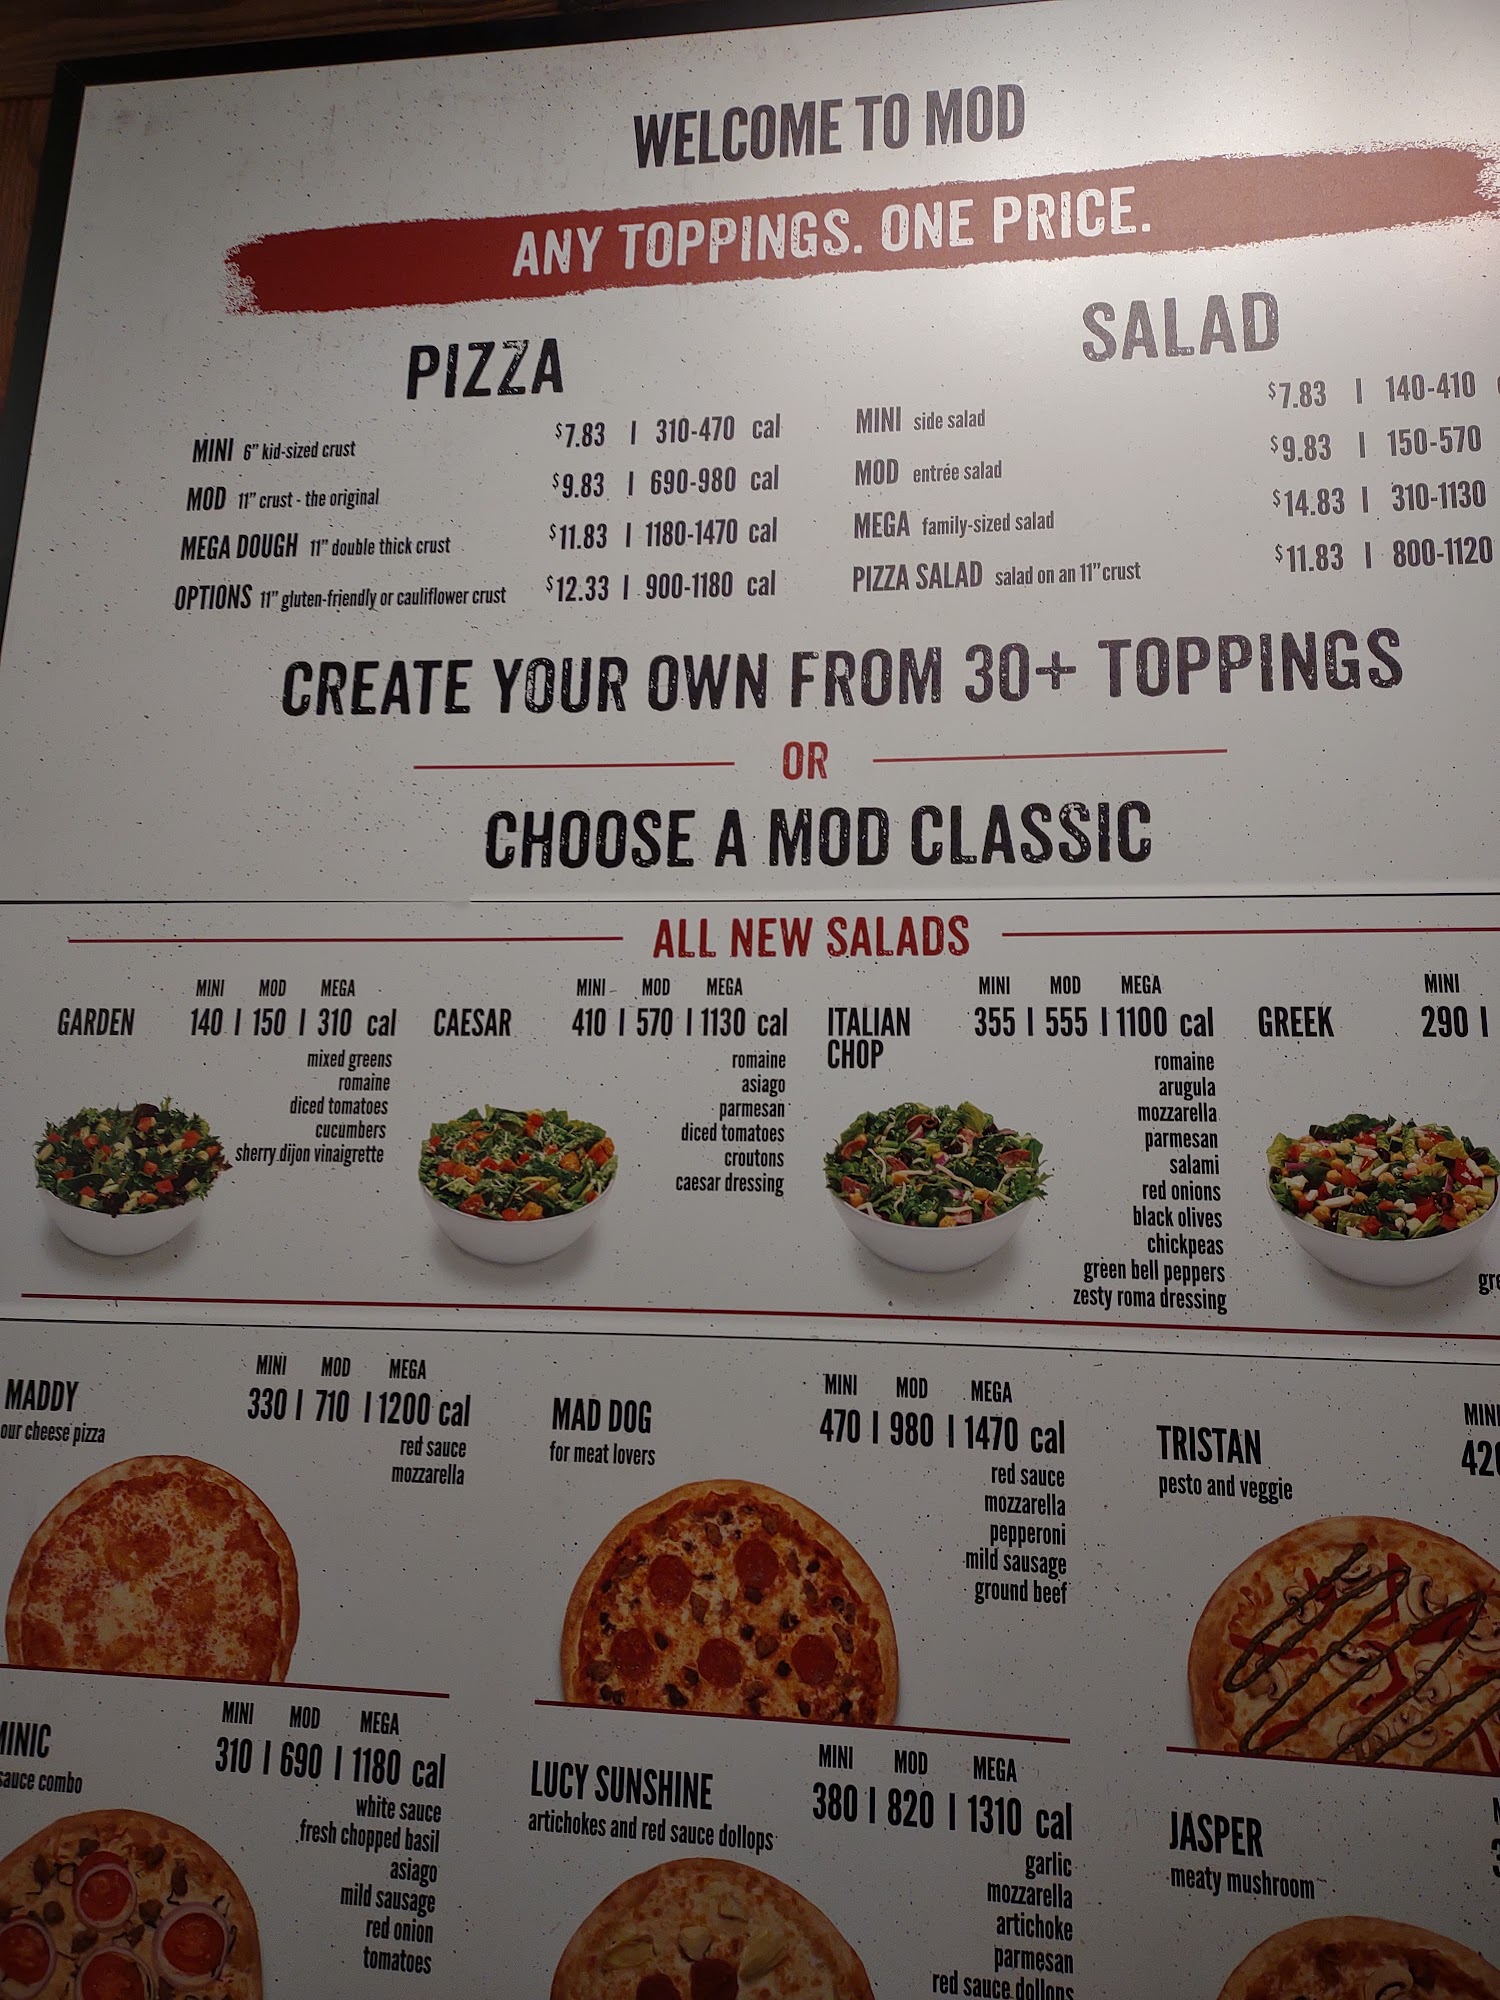 WELCOME TO MOD
ANY TOPPINGS. ONE PRICE.
PIZZA
MINI 6" kid-sized crust $7.83 | 310-470 cal
MOD 11" crust - the original $9.83 | 690-980 cal
MEGA DOUGH 11" double thick crust $11.83 | 1180-1470 cal
OPTIONS 11" gluten-friendly or cauliflower crust $12.33 | 900-1180 cal
SALAD
MINI side salad $7.83 | 140-410
MOD entrée salad $9.83 | 150-570
MEGA family-sized salad $14.83 | 310-1130
PIZZA SALAD salad on an 11" crust $11.83 | 800-1120
CREATE YOUR OWN FROM 30+ TOPPINGS
OR
CHOOSE A MOD CLASSIC
ALL NEW SALADS
MINI MOD MEGA
GARDEN 140 | 150 | 310 cal
mixed greens
romaine
diced tomatoes
cucumbers
sherry dijon vinaigrette
MINI MOD MEGA
CAESAR 410 | 570 | 1130 cal
romaine
asiago
parmesan
diced tomatoes
croutons
caesar dressing
MINI MOD MEGA
ITALIAN 355 | 555 | 1100 cal
CHOP
romaine
arugula
mozzarella
parmesan
salami
red onions
black olives
chickpeas
green bell peppers
zesty roma dressing
MINI
GREEK 290 |
MINI MOD MEGA
MADDY 330 | 710 | 1200 cal
our cheese pizza
red sauce
mozzarella
MINI MOD MEGA
MAD DOG 470 | 980 | 1470 cal
for meat lovers
red sauce
mozzarella
pepperoni
mild sausage
ground beef
TRISTAN
pesto and veggie
MINI MOD MEGA
310 | 690 | 1180 cal
sauce combo
white sauce
fresh chopped basil
asiago
mild sausage
red onion
tomatoes
MINI MOD MEGA
LUCY SUNSHINE 380 | 820 | 1310 cal
artichokes and red sauce dollops
garlic
mozzarella
artichoke
parmesan
red sauce dollops
JASPER
meaty mushroom